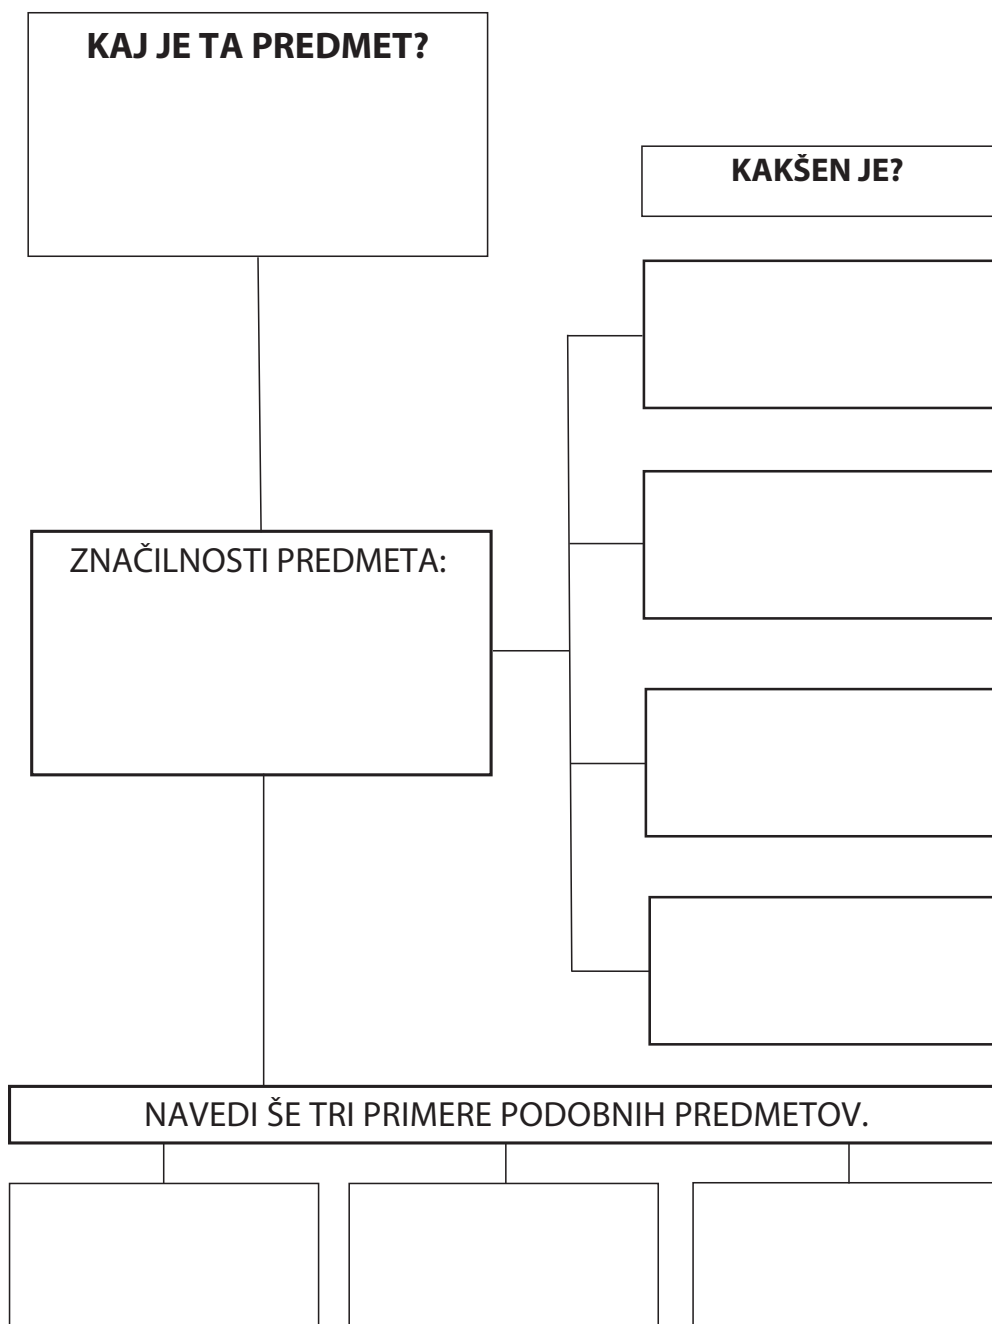 KAJ JE TA PREDMET?
KAKŠEN JE?
ZNAČILNOSTI PREDMETA:
NAVEDI ŠE TRI PRIMERE PODOBNIH PREDMETOV.